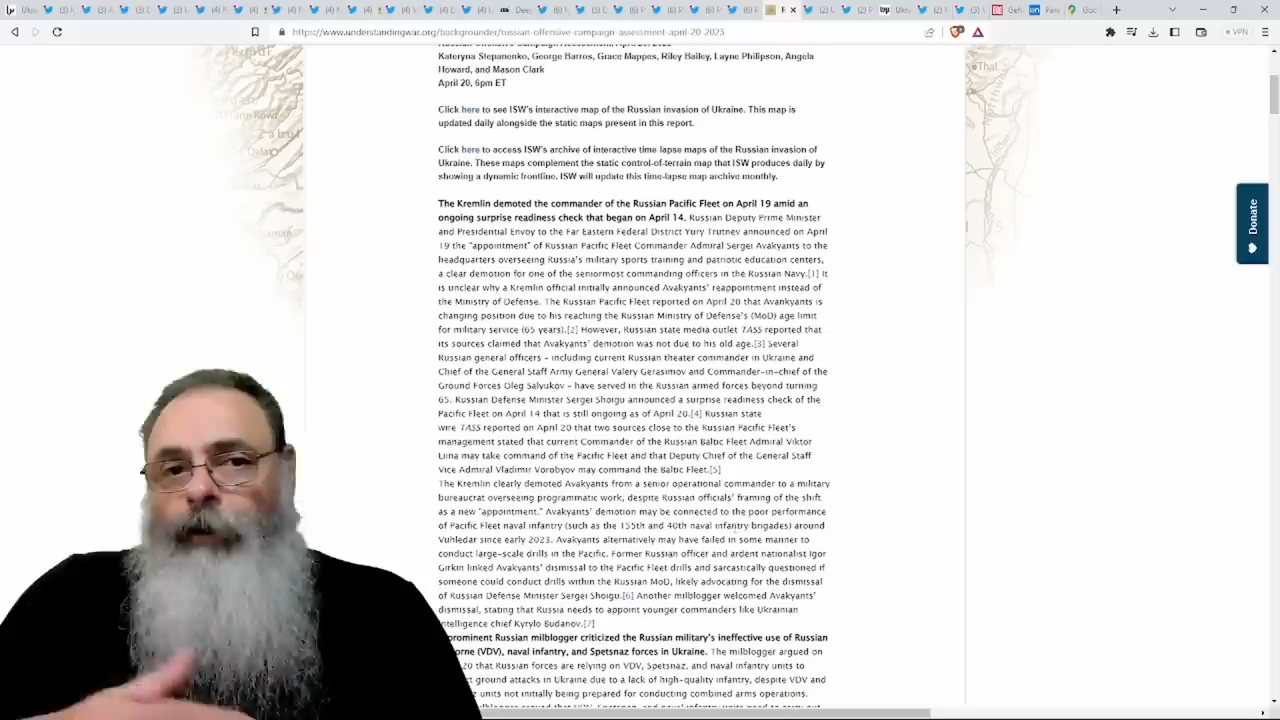 https://www.understandingwar.org/backgrounder/russian-offensive-campaign-assessment-april-20-2023
VPN
Kateryna Stepanenko, George Barros, Grace Mappes, Riley Bailey, Layne Philipson, Angela
Howard, and Mason Clark
April 20, 6pm ET
Click here to see ISW's interactive map of the Russian invasion of Ukraine. This map is
updated daily alongside the static maps present in this report.
Click here to access ISW's archive of interactive time lapse maps of the Russian invasion of
Ukraine. These maps complement the static control-of-terrain map that ISW produces daily by
showing a dynamic frontline. ISW will update this time-lapse map archive monthly.
The Kremlin demoted the commander of the Russian Pacific Fleet on April 19 amid an
ongoing surprise readiness check that began on April 14. Russian Deputy Prime Minister
and Presidential Envoy to the Far Eastern Federal District Yury Trutnev announced on April
19 the "appointment" of Russian Pacific Fleet Commander Admiral Sergei Avakyants to the
headquarters overseeing Russia's military sports training and patriotic education centers,
a clear demotion for one of the seniormost commanding officers in the Russian Navy.[1] It
is unclear why a Kremlin official initially announced Avakyants' reappointment instead of
the Ministry of Defense. The Russian Pacific Fleet reported on April 20 that Avankyants is
changing position due to his reaching the Russian Ministry of Defense's (MoD) age limit
for military service (65 years).[2] However, Russian state media outlet TASS reported that
its sources claimed that Avakyants' demotion was not due to his old age.[3] Several
Russian general officers – including current Russian theater commander in Ukraine and
Chief of the General Staff Army General Valery Gerasimov and Commander-in-chief of the
Ground Forces Oleg Salyukov – have served in the Russian armed forces beyond turning
65. Russian Defense Minister Sergei Shoigu announced a surprise readiness check of the
Pacific Fleet on April 14 that is still ongoing as of April 20.[4] Russian state
wire TASS reported on April 20 that two sources close to the Russian Pacific Fleet's
management stated that current Commander of the Russian Baltic Fleet Admiral Viktor
Liina may take command of the Pacific Fleet and that Deputy Chief of the General Staff
Vice Admiral Vladimir Vorobyov may command the Baltic Fleet.[5]
The Kremlin clearly demoted Avakyants from a senior operational commander to a military
bureaucrat overseeing programmatic work, despite Russian officials' framing of the shift
as a new "appointment." Avakyants' demotion may be connected to the poor performance
of Pacific Fleet naval infantry (such as the 155th and 40th naval infantry brigades) around
Vuhledar since early 2023. Avakyants alternatively may have failed in some manner to
conduct large-scale drills in the Pacific. Former Russian officer and ardent nationalist Igor
Girkin linked Avakyants' dismissal to the Pacific Fleet drills and sarcastically questioned if
someone could conduct drills within the Russian MoD, likely advocating for the dismissal
of Russian Defense Minister Sergei Shoigu.[6] Another milblogger welcomed Avakyants'
dismissal, stating that Russia needs to appoint younger commanders like Ukrainian
intelligence chief Kyrylo Budanov.[7]
prominent Russian milblogger criticized the Russian military's ineffective use of Russian
(VDV), naval infantry, and Spetsnaz forces in Ukraine. The milblogger argued on
20 that Russian forces are relying on VDV, Spetsnaz, and naval infantry units to
ground attacks in Ukraine due to a lack of high-quality infantry, despite VDV and
units not initially being prepared for conducting combined arms operations.
Donate